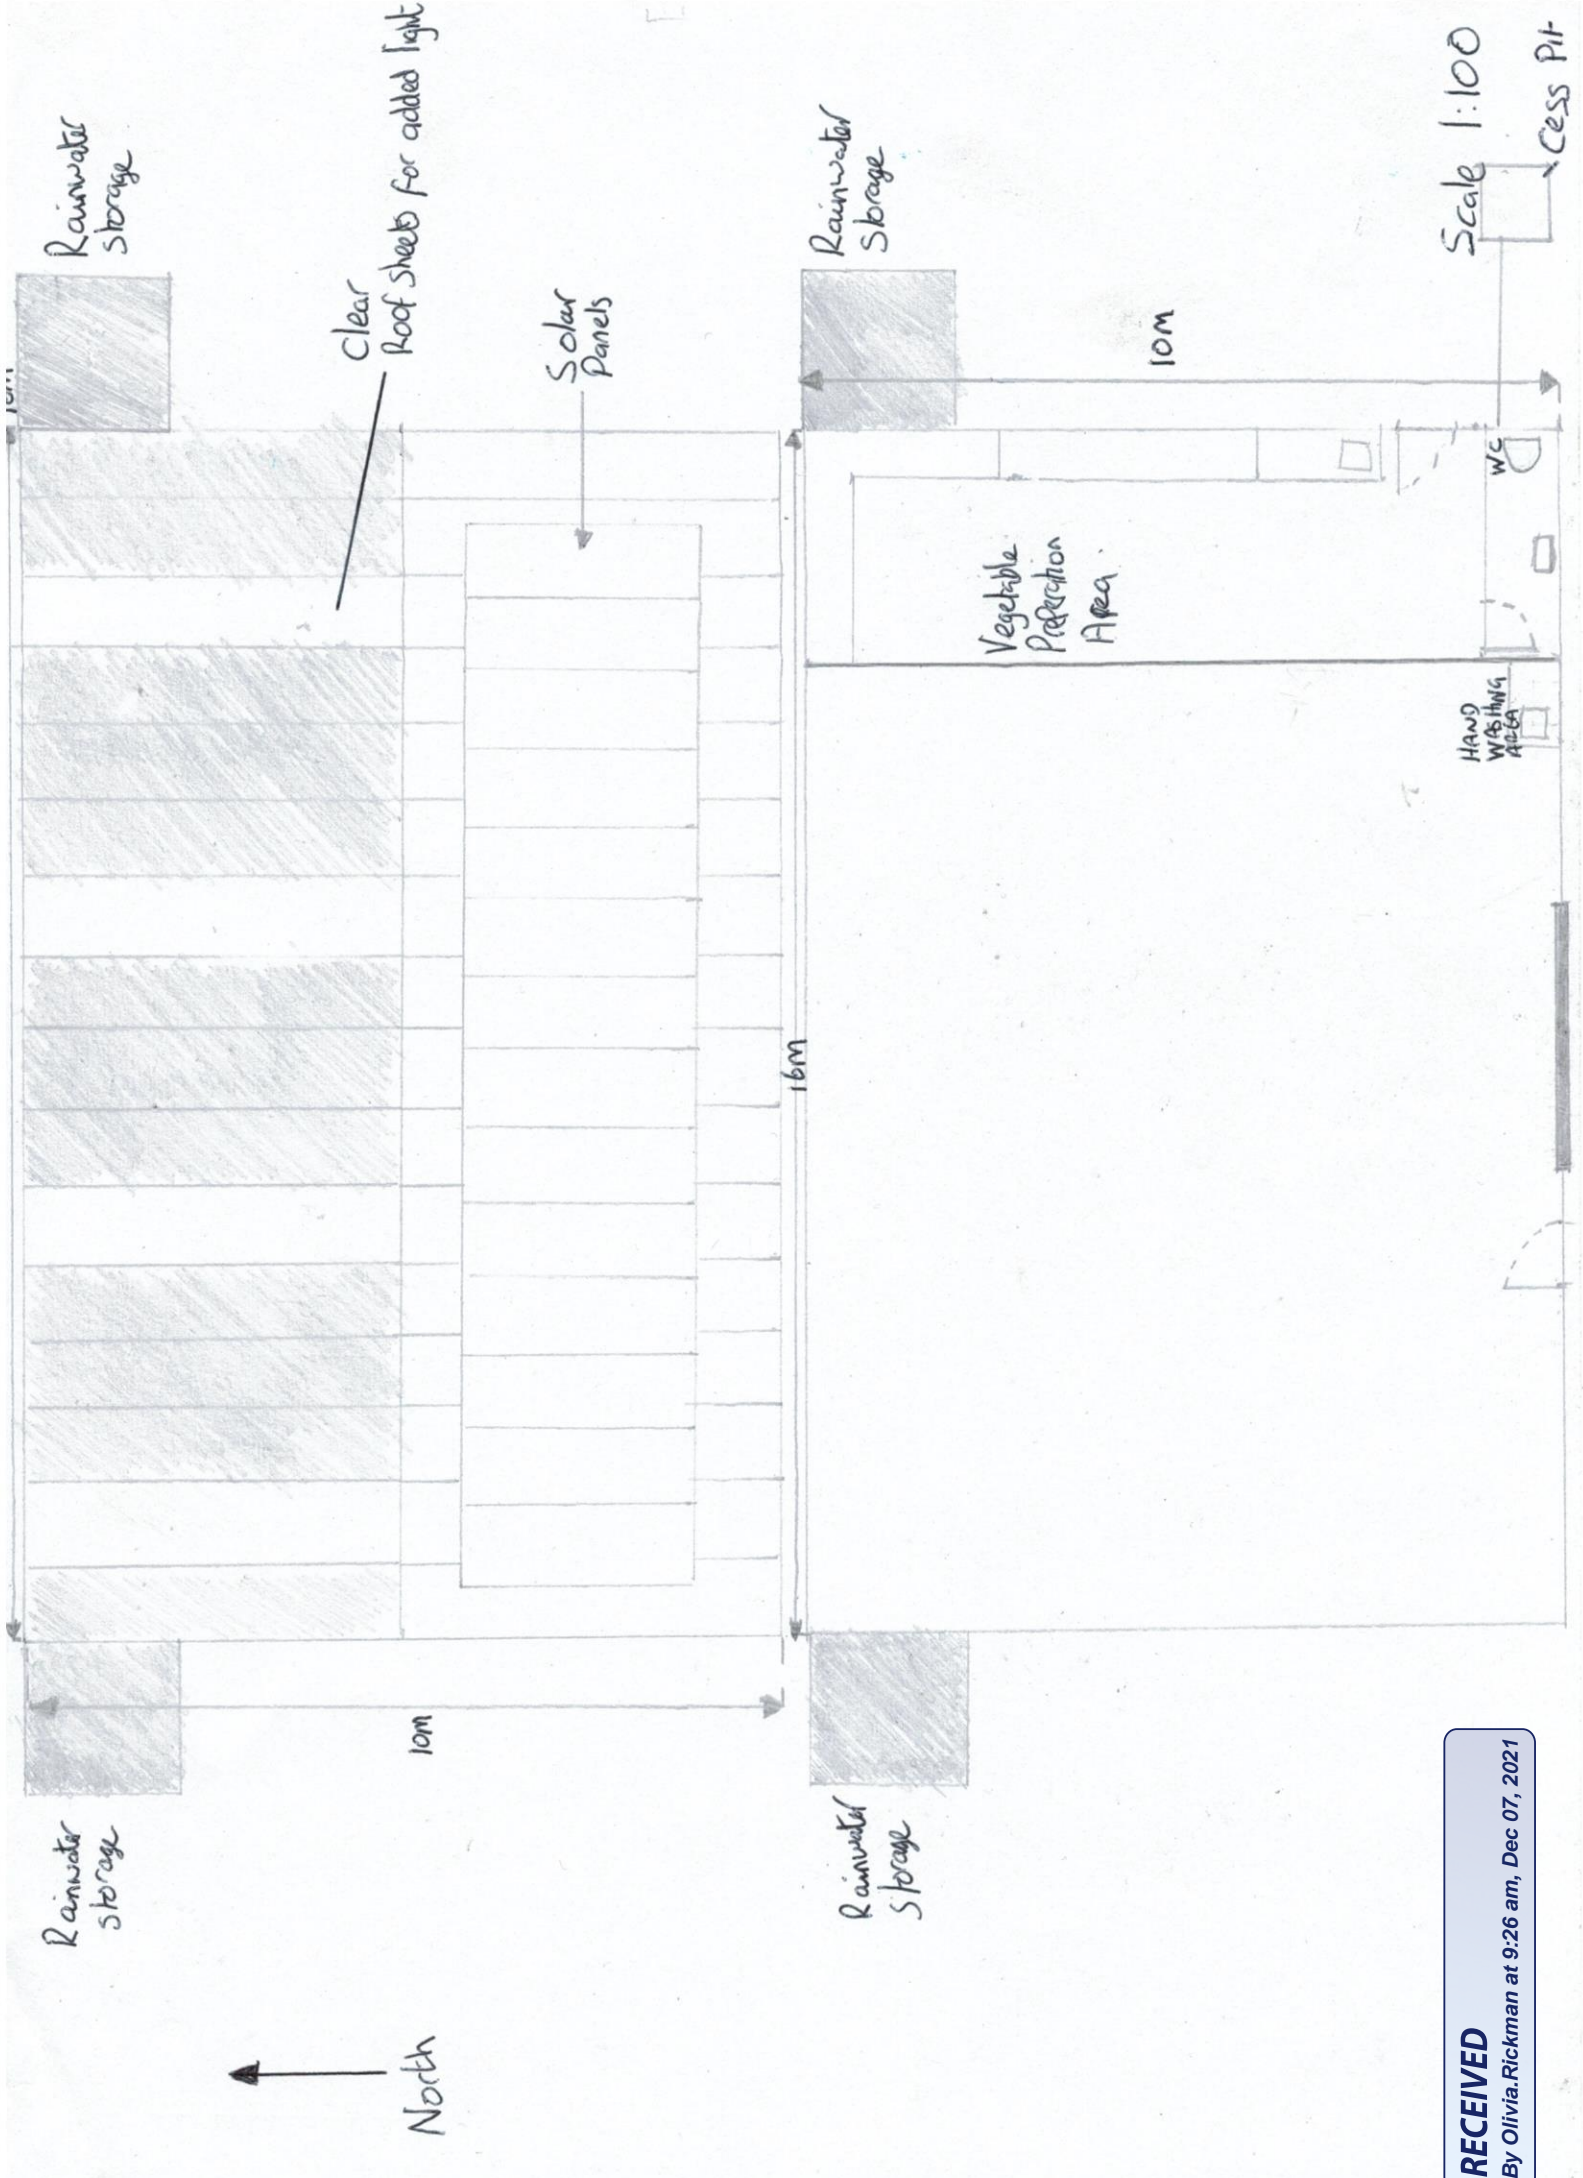 Rainwater
storage
Rainwater
storage
North
10m
Clear
Roof sheets for added light
Solar
Panels
16m
Rainwater
Storage
Rainwater
Storage
Vegetable
Preperation
Area.
10m
HAND
WASHING
AREA
WC
Scale 1:100
Cess Pit
RECEIVED
By Olivia.Rickman at 9:26 am, Dec 07, 2021